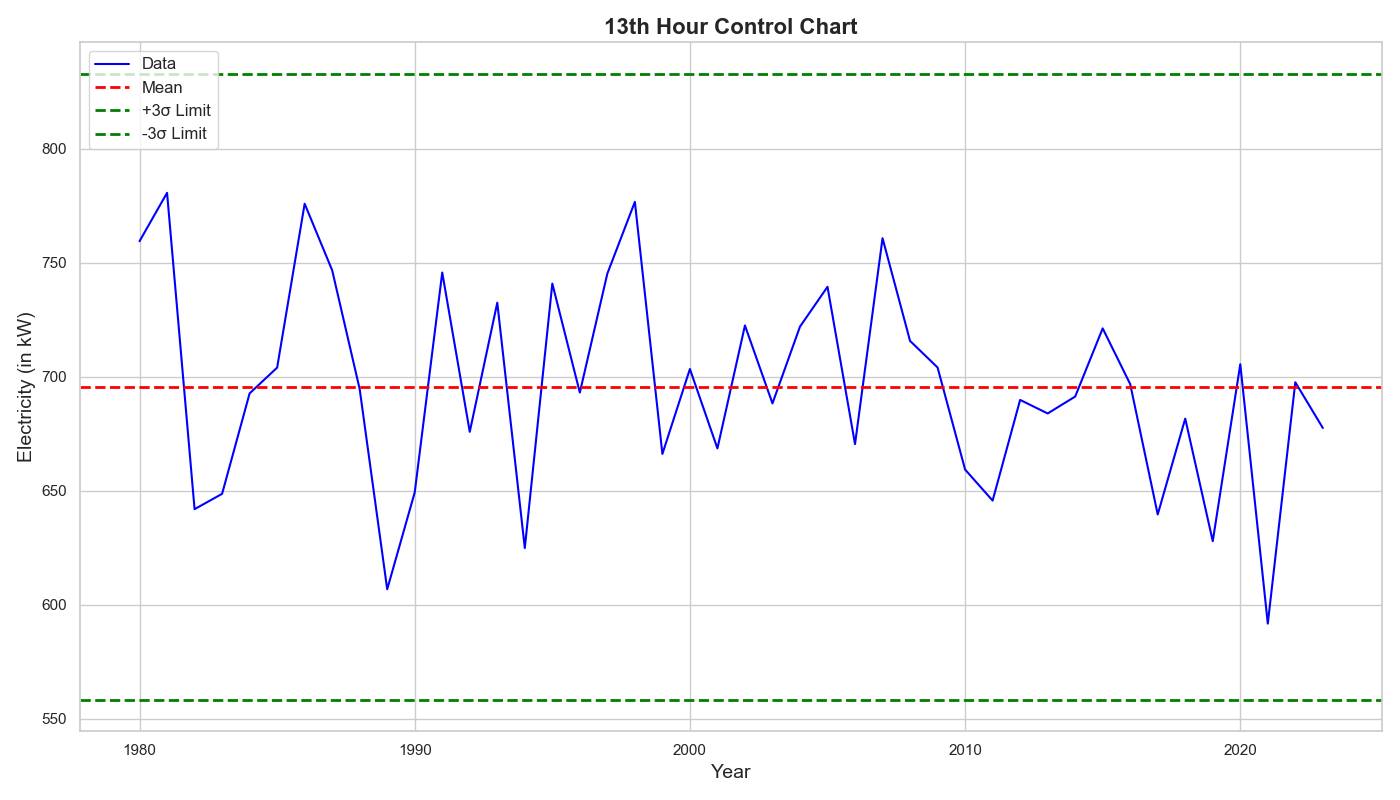 13th Hour Control Chart
Data
Mean
+3σ Limit
-3σ Limit
800
750
700
650
600
550
Electricity (in kW)
1980
1990
2000
2010
2020
Year